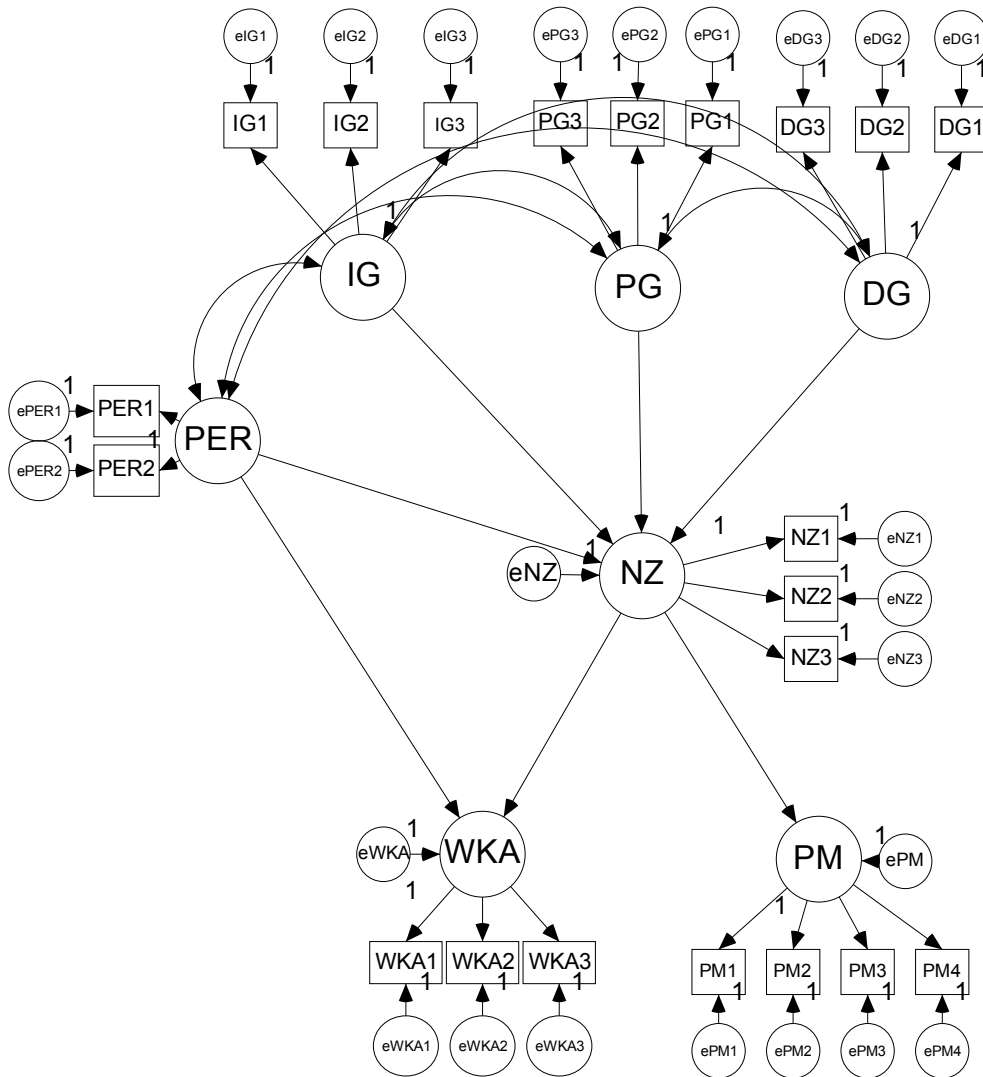 eIG1 eIG2 eIG3 ePG3 ePG2 ePG1 eDG3 eDG2 eDG1
1 1 1 1 1 1 1 1 1
IG1 IG2 IG3 PG3 PG2 PG1 DG3 DG2 DG1
1 1 1
IG PG DG
ePER1 1 PER1
PER
ePER2 1 PER2 1
1 NZ1 1 eNZ1
eNZ 1 NZ
NZ2 1 eNZ2
NZ3 1 eNZ3
eWKA 1 WKA PM 1 ePM
1 1
WKA1 WKA2 WKA3 PM1 PM2 PM3 PM4
1 1 1 1 1 1 1
eWKA1 eWKA2 eWKA3 ePM1 ePM2 ePM3 ePM4